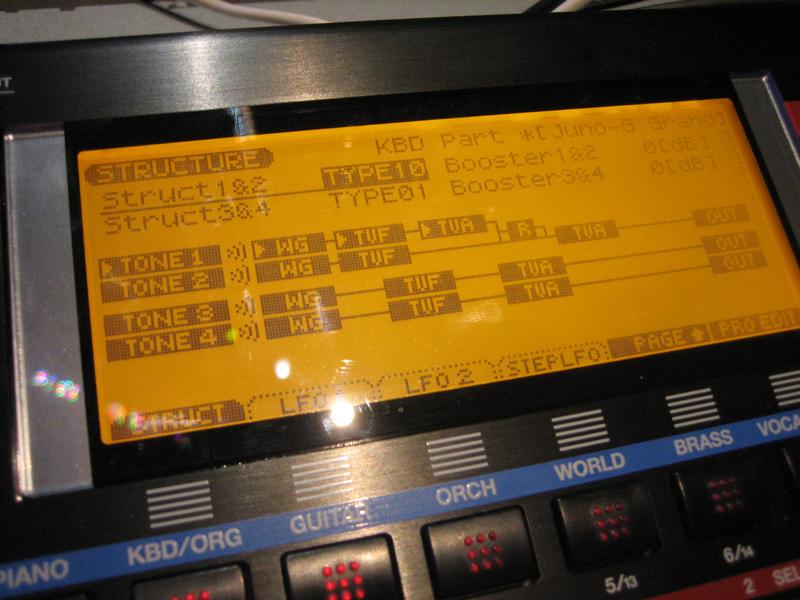 UT
STRUCTURE KBD Part *[Juno-G Grand]
Struct1&2 TYPE10 Booster1&2 0[dB]
Struct3&4 TYPE01 Booster3&4 0[dB]
TONE 1 WG TVF TVA R TVA OUT
TONE 2 WG TVF OUT
TONE 3 WG TVF TVA OUT
TONE 4 WG TVF TVA
STRUCT LFO 1 LFO 2 STEPLFO PAGE PRO EDIT
PIANO KBD/ORG GUITAR ORCH WORLD BRASS VOCA
5/13 6/14
2 SEL